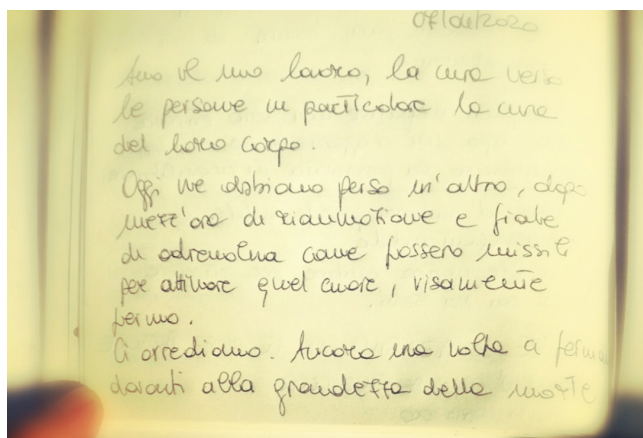 07/04/2020
Amo il mio lavoro, la cura verso
le persone in particolare la cura
del loro corpo.
Oggi ne abbiamo perso un'altro, dopo
mezz'ora di rianimazione e fiale
di adrenalina come fossero missili
per attivare quel cuore, visamente
fermo.
Ci arrediamo. Ancora una volta a
davanti alla grandezza della morte